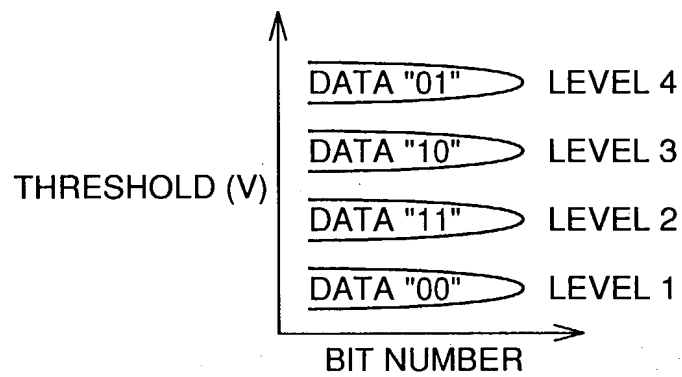 DATA "01" LEVEL 4
DATA "10" LEVEL 3
THRESHOLD (V)
DATA "11" LEVEL 2
DATA "00" LEVEL 1
BIT NUMBER